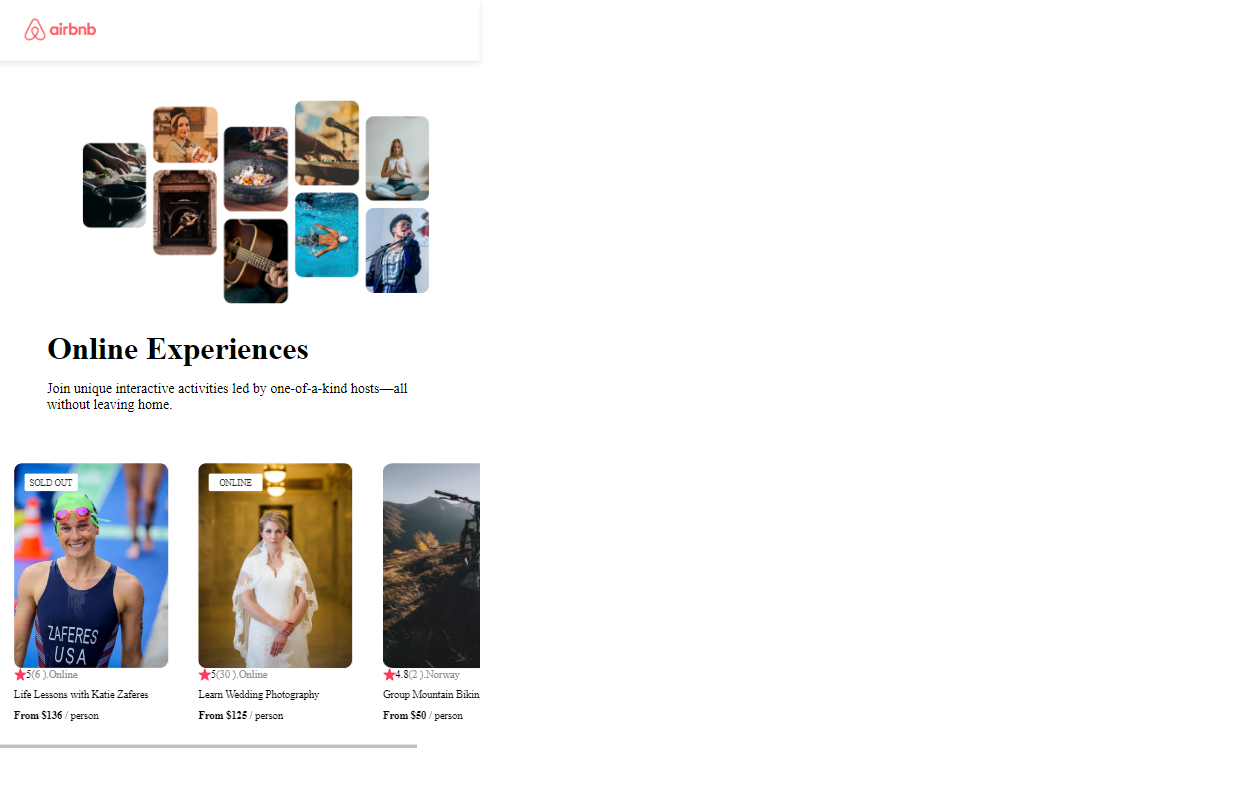 airbnb
Online Experiences
Join unique interactive activities led by one-of-a-kind hosts—all
without leaving home.
SOLD OUT
ZAFERES
USA
5(6 ).Online
Life Lessons with Katie Zaferes
From $136 / person
ONLINE
5(30 ).Online
Learn Wedding Photography
From $125 / person
4.8(2 ).Norway
Group Mountain Bikin
From $50 / person